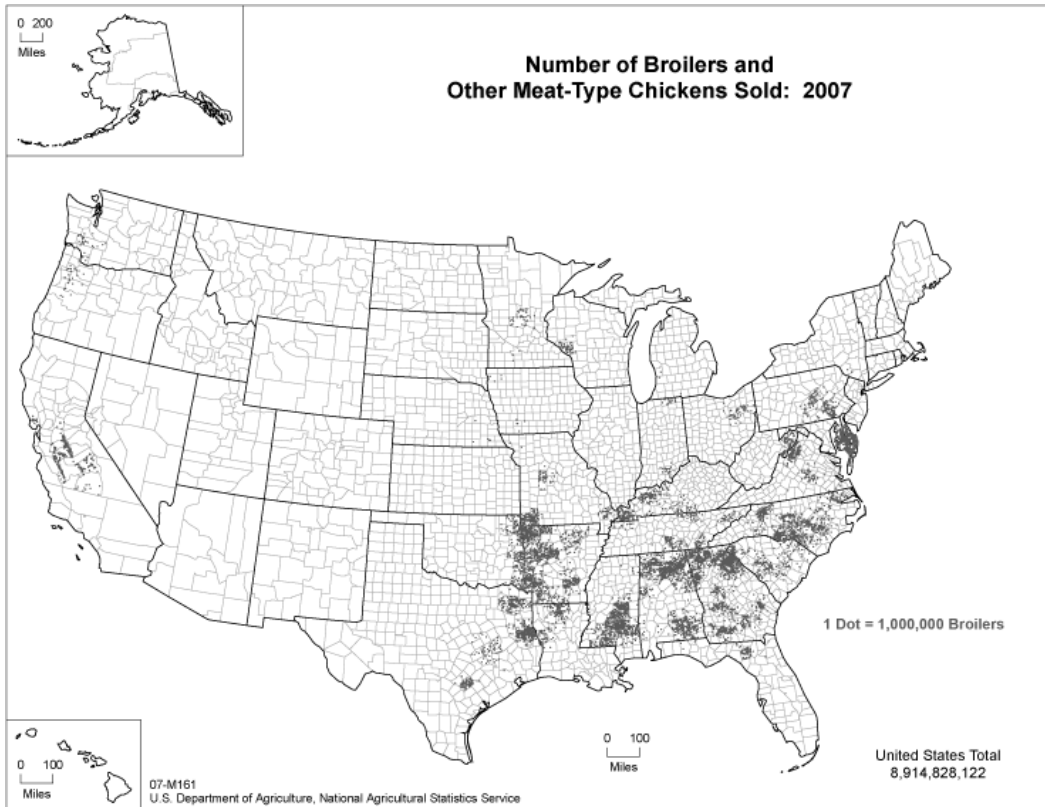 0 200
Miles
Number of Broilers and
Other Meat-Type Chickens Sold: 2007
1 Dot = 1,000,000 Broilers
0 100
Miles
0 100
Miles
United States Total
8,914,828,122
07-M161
U.S. Department of Agriculture, National Agricultural Statistics Service